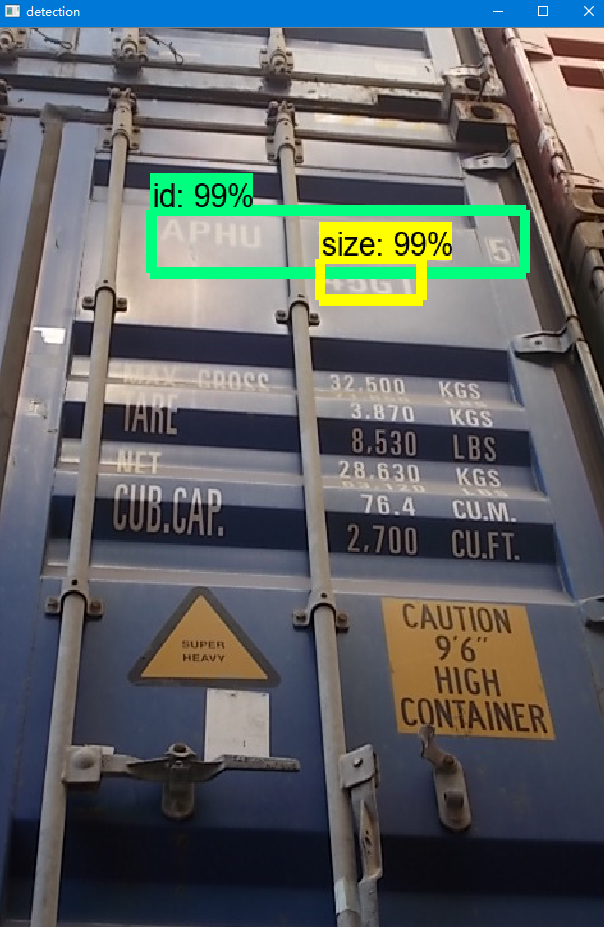 detection
id: 99%
APHU
size: 99%
5
45G1
MAX. GROSS 32,500 KGS
LBS
TARE 3,870 KGS
8,530 LBS
NET 28,630 KGS
LBS
CUB.CAP. 76.4 CU.M.
2,700 CU.FT.
SUPER
HEAVY
CAUTION
9'6"
HIGH
CONTAINER